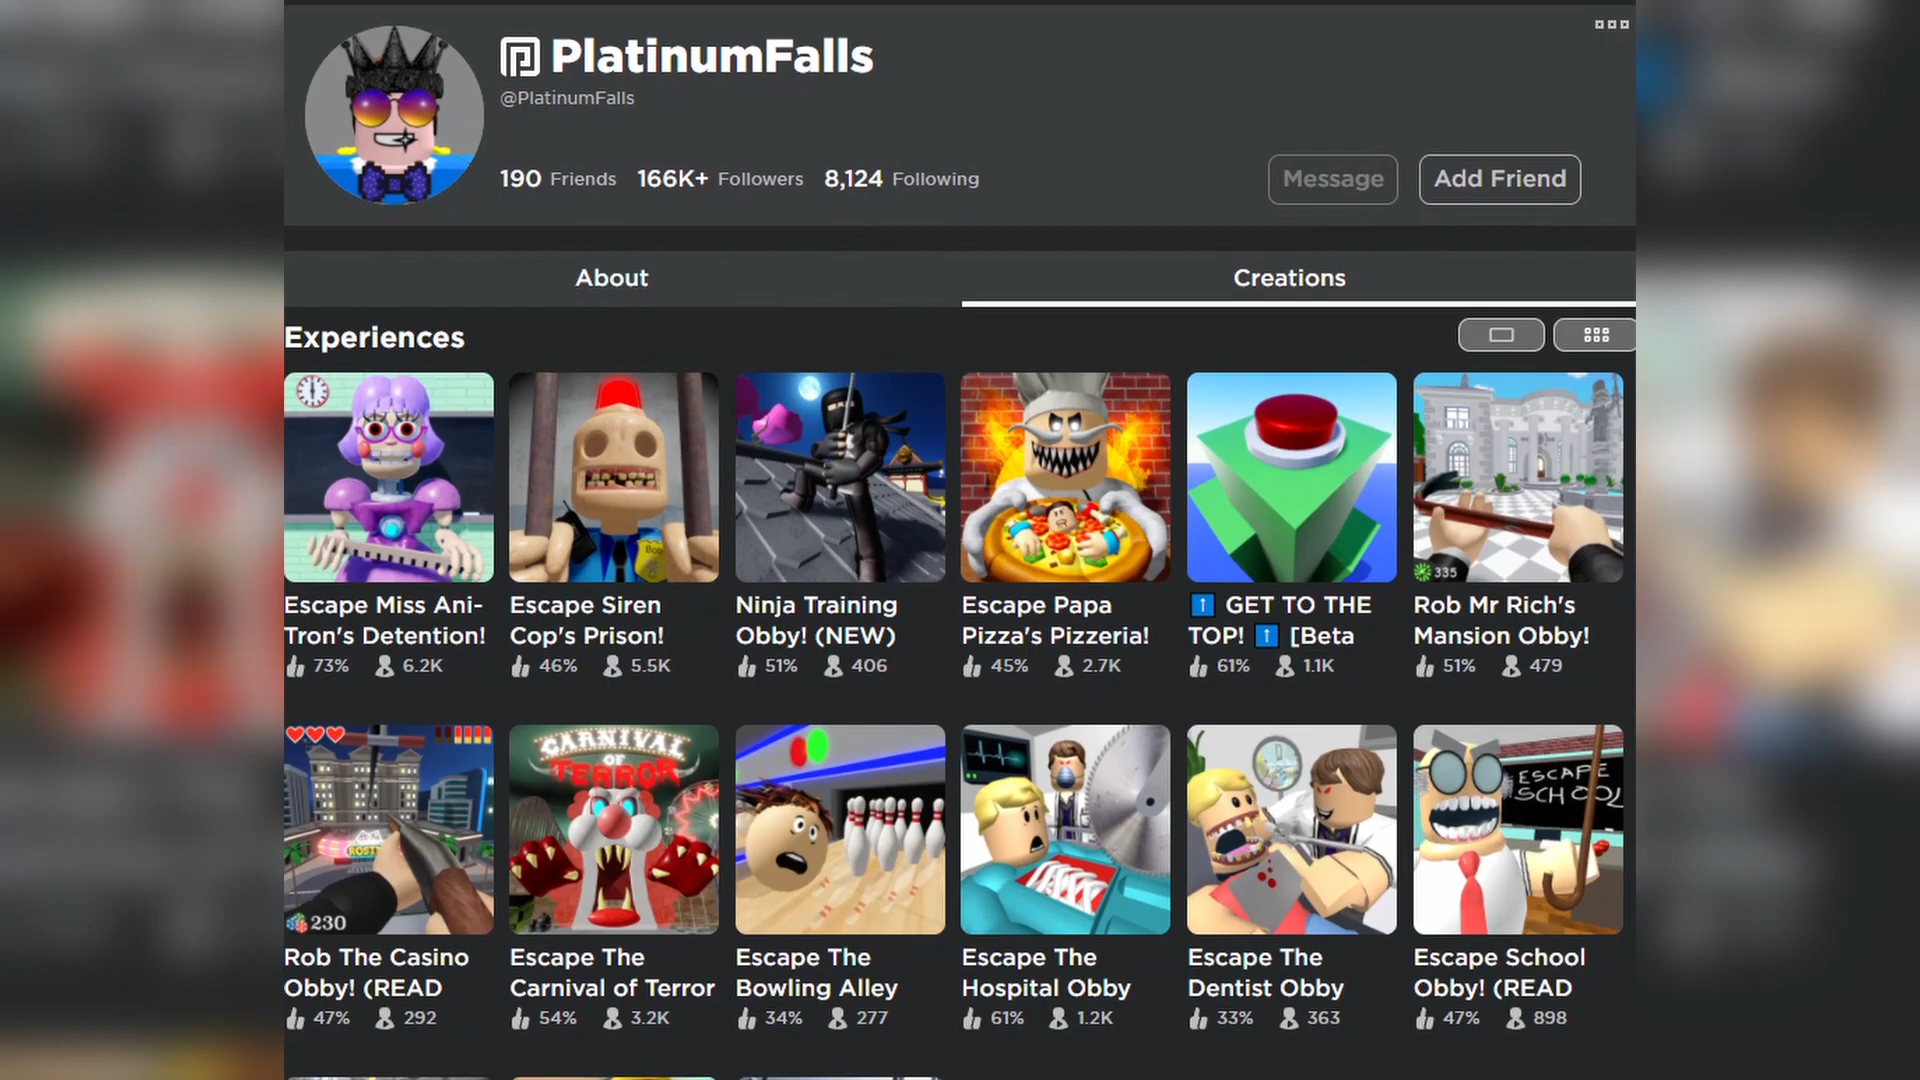 PlatinumFalls
@PlatinumFalls
190 Friends 166K+ Followers 8,124 Following
Message
Add Friend
About
Creations
Experiences
335
Escape Miss Ani-
Tron's Detention!
73% 6.2K
Bob
Escape Siren
Cop's Prison!
46% 5.5K
Ninja Training
Obby! (NEW)
51% 406
Escape Papa
Pizza's Pizzeria!
45% 2.7K
⬆️ GET TO THE
TOP! ⬆️ [Beta
61% 1.1K
Rob Mr Rich's
Mansion Obby!
51% 479
230
Rob The Casino
Obby! (READ
47% 292
CARNIVAL
OF
TERROR
Escape The
Carnival of Terror
54% 3.2K
Escape The
Bowling Alley
34% 277
Escape The
Hospital Obby
61% 1.2K
Escape The
Dentist Obby
33% 363
ESCAPE
SCHOOL
Escape School
Obby! (READ
47% 898